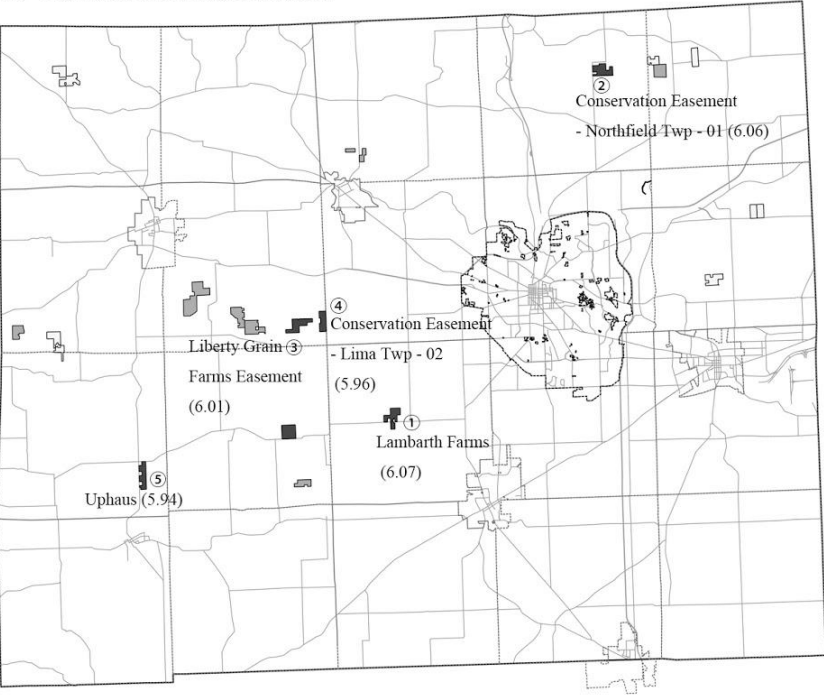 ②
Conservation Easement
- Northfield Twp - 01 (6.06)
④
Conservation Easement
- Lima Twp - 02
(5.96)
Liberty Grain ③
Farms Easement
(6.01)
①
Lambarth Farms
(6.07)
⑤
Uphaus (5.94)